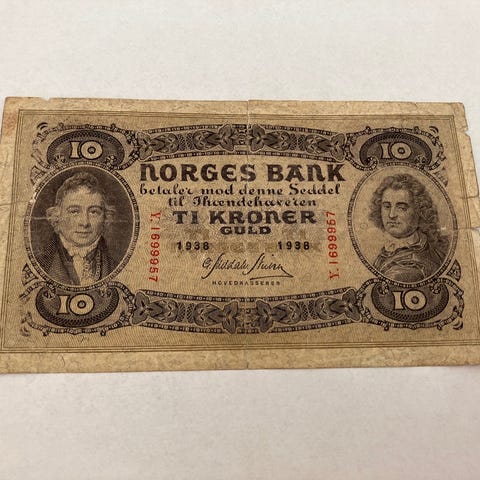 10 10
NORGES BANK
betaler mod denne Seddel
til Ihændehaveren
TI KRONER
GULD
1938 1938
HOVEDKASSERER
Y.1699957
Y.1699957
10 10